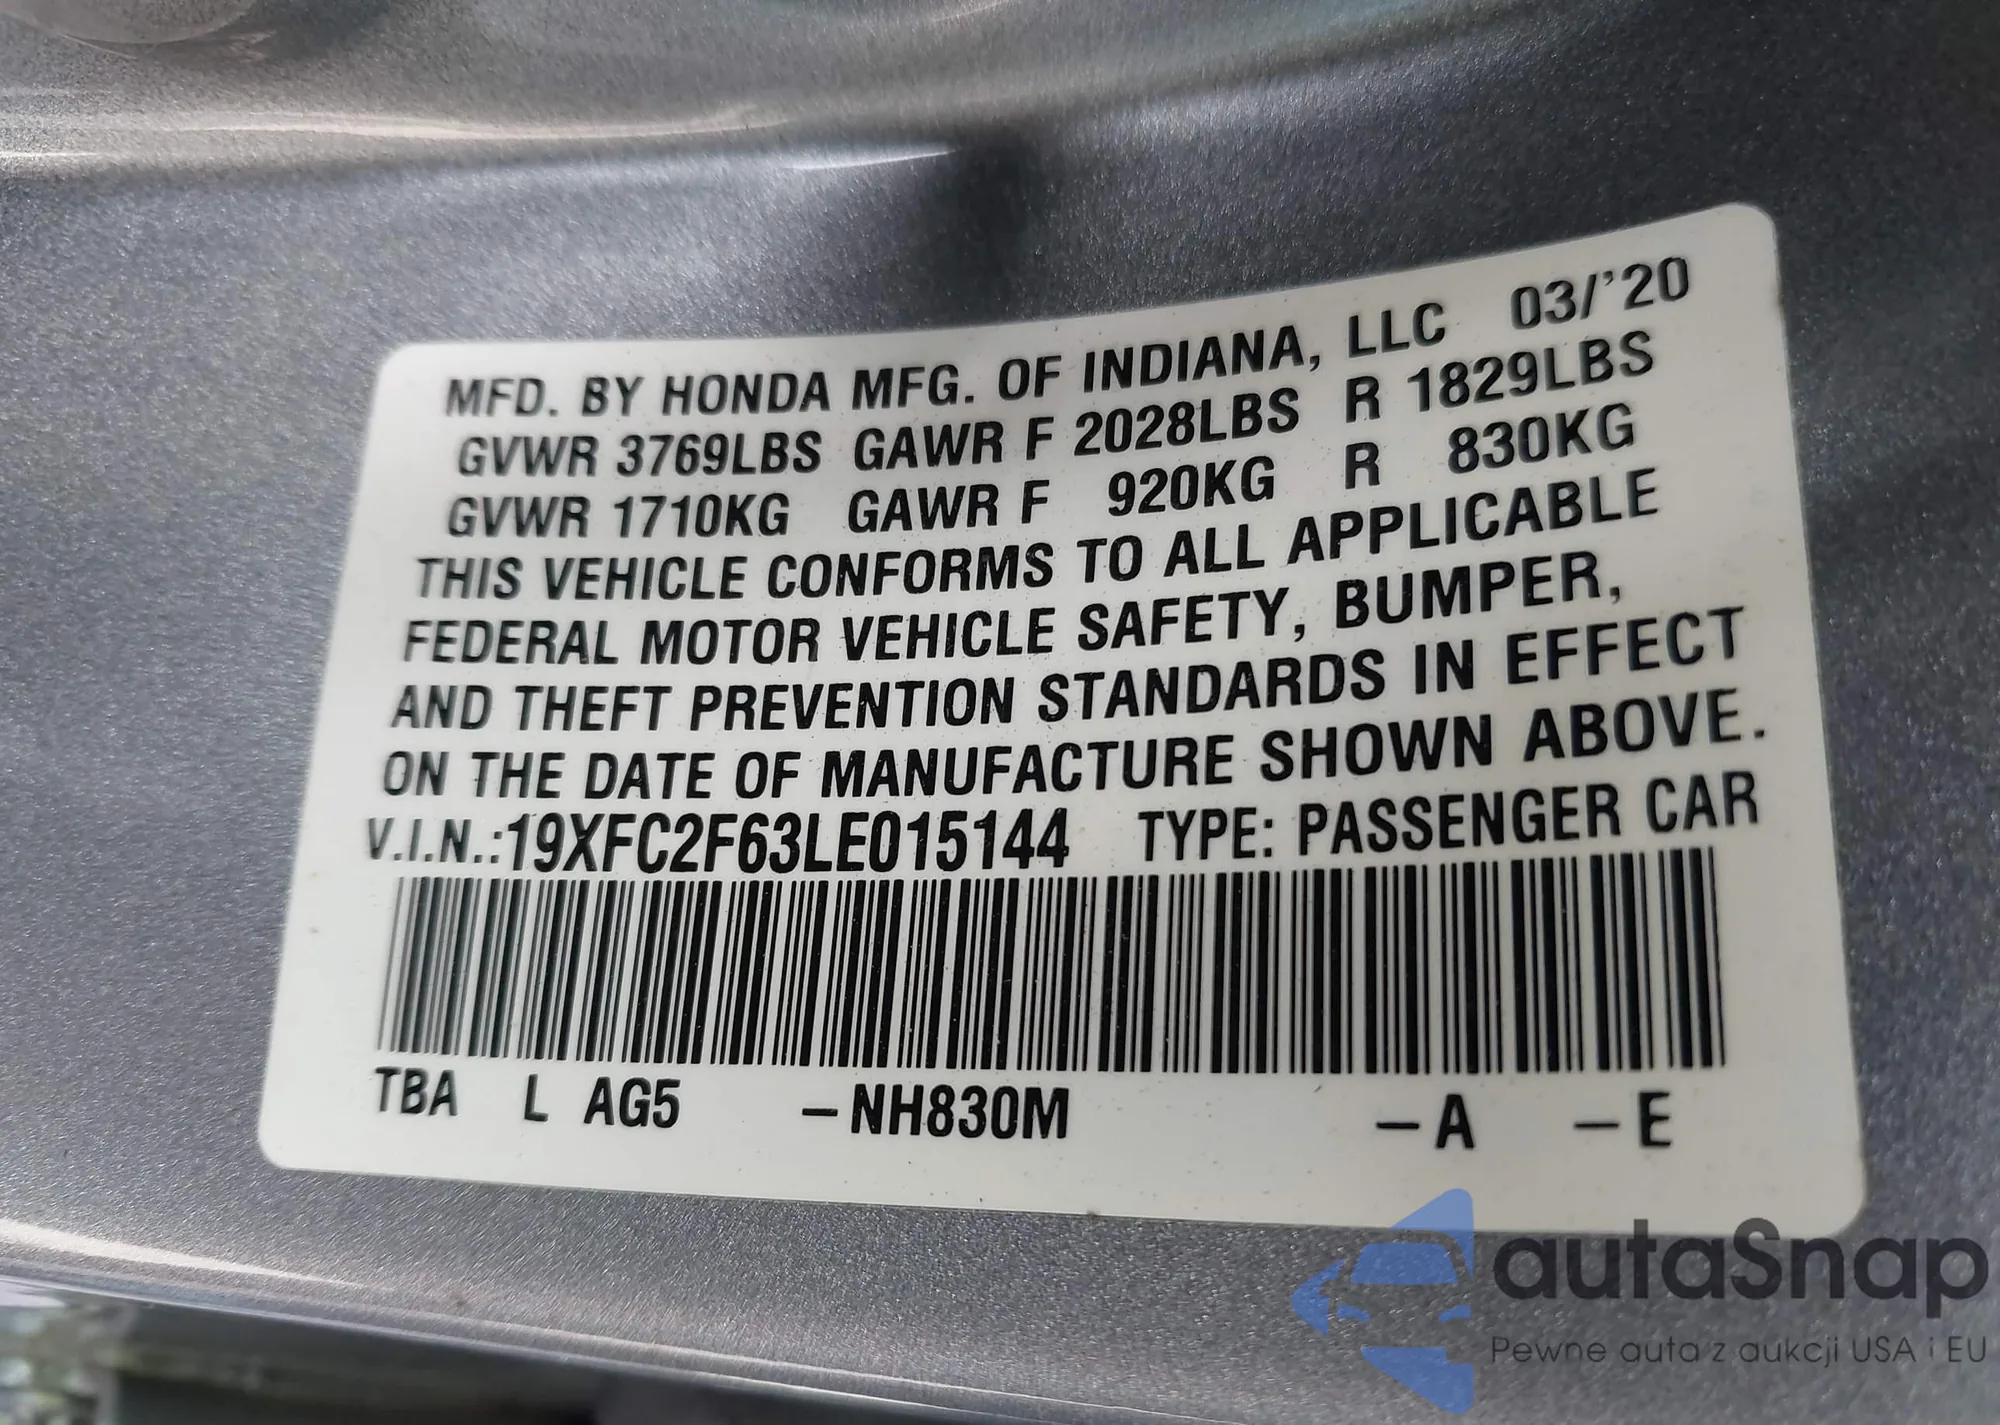 MFD. BY HONDA MFG. OF INDIANA, LLC 03/'20
GVWR 3769LBS GAWR F 2028LBS R 1829LBS
GVWR 1710KG GAWR F 920KG R 830KG
THIS VEHICLE CONFORMS TO ALL APPLICABLE
FEDERAL MOTOR VEHICLE SAFETY, BUMPER,
AND THEFT PREVENTION STANDARDS IN EFFECT
ON THE DATE OF MANUFACTURE SHOWN ABOVE.
V.I.N.:19XFC2F63LE015144 TYPE: PASSENGER CAR
TBA L AG5 –NH830M –A –E
autaSnap
Pewne auta z aukcji USA i EU